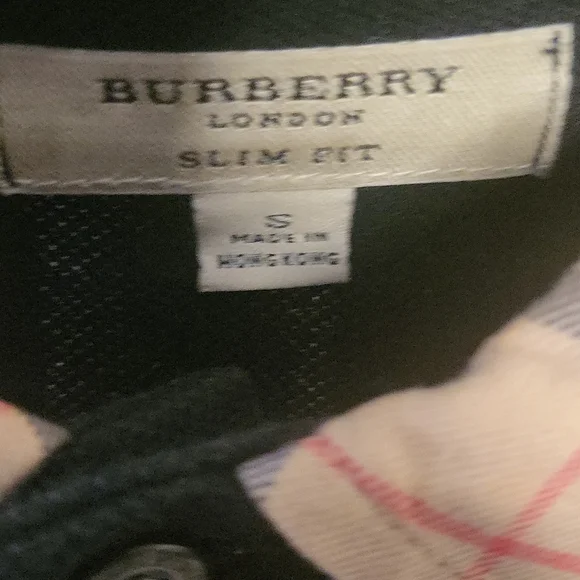 BURBERRY
LONDON
SLIM FIT
S
MADE IN
HONG KONG